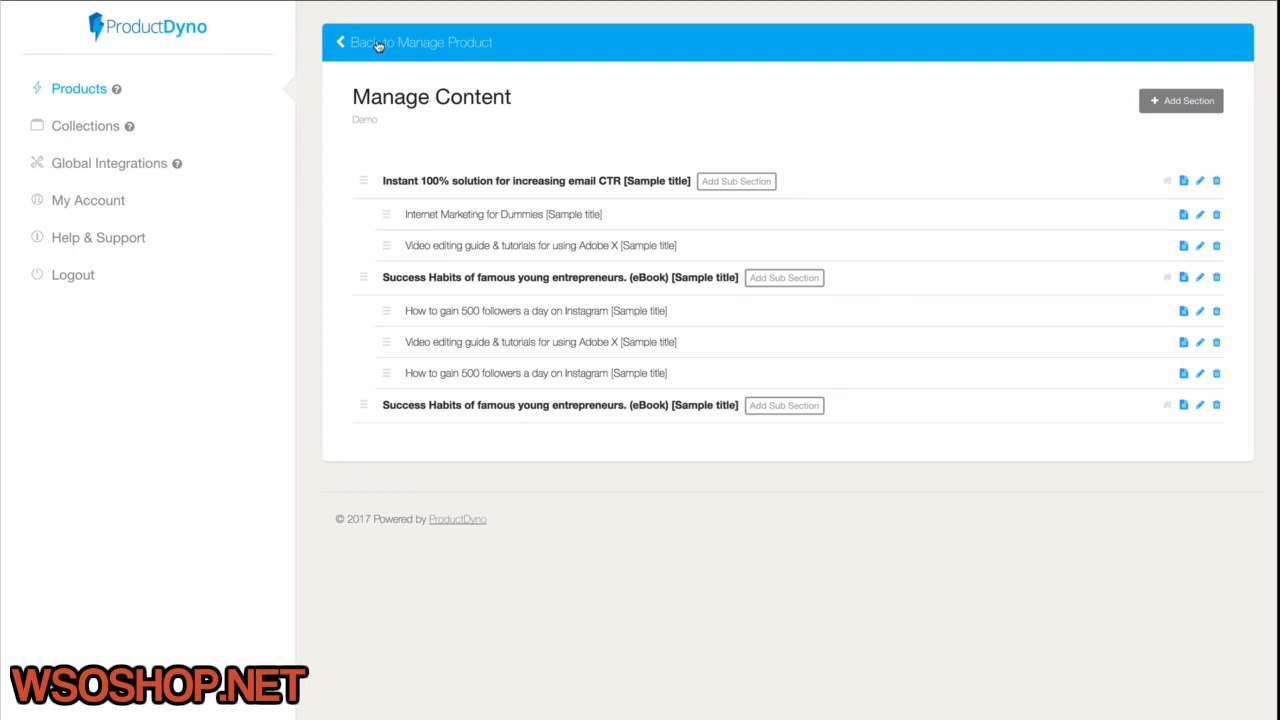 ProductDyno
Products
Collections
Global Integrations
My Account
Help & Support
Logout
Back to Manage Product
Manage Content
Demo
Add Section
Instant 100% solution for increasing email CTR [Sample title] Add Sub Section
Internet Marketing for Dummies [Sample title]
Video editing guide & tutorials for using Adobe X [Sample title]
Success Habits of famous young entrepreneurs. (eBook) [Sample title] Add Sub Section
How to gain 500 followers a day on Instagram [Sample title]
Video editing guide & tutorials for using Adobe X [Sample title]
How to gain 500 followers a day on Instagram [Sample title]
Success Habits of famous young entrepreneurs. (eBook) [Sample title] Add Sub Section
© 2017 Powered by ProductDyno
WSOSHOP.NET